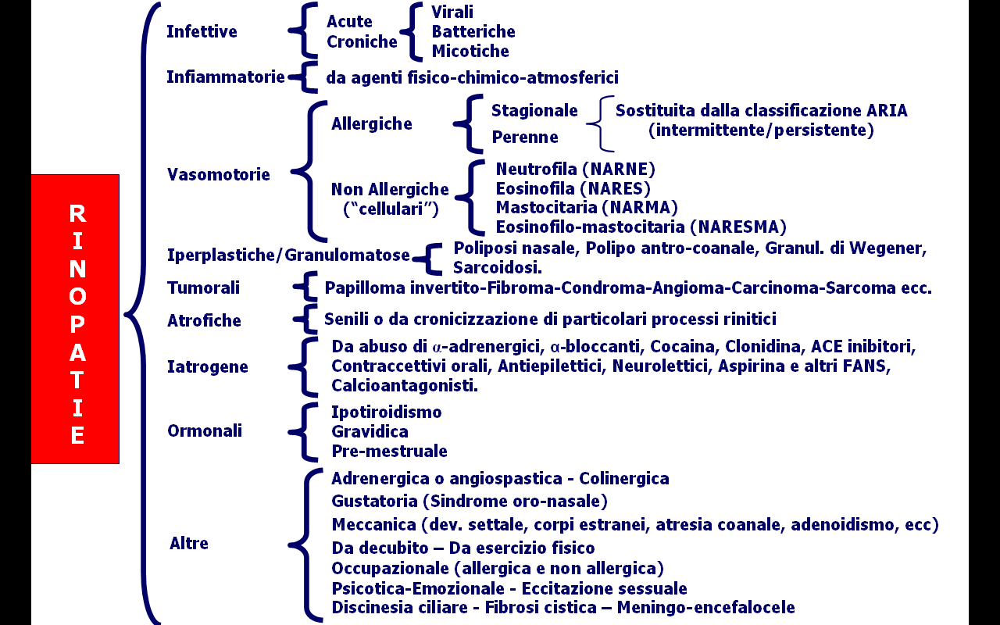 RINOPATIE
Infettive
Acute
Croniche
Virali
Batteriche
Micotiche
Infiammatorie
da agenti fisico-chimico-atmosferici
Vasomotorie
Allergiche
Stagionale
Perenne
Sostituita dalla classificazione ARIA
(intermittente/persistente)
Non Allergiche
(“cellulari”)
Neutrofila (NARNE)
Eosinofila (NARES)
Mastocitaria (NARMA)
Eosinofilo-mastocitaria (NARESMA)
Iperplastiche/Granulomatose
Poliposi nasale, Polipo antro-coanale, Granul. di Wegener,
Sarcoidosi.
Tumorali
Papilloma invertito-Fibroma-Condroma-Angioma-Carcinoma-Sarcoma ecc.
Atrofiche
Senili o da cronicizzazione di particolari processi rinitici
Iatrogene
Da abuso di α-adrenergici, α-bloccanti, Cocaina, Clonidina, ACE inibitori,
Contraccettivi orali, Antiepilettici, Neurolettici, Aspirina e altri FANS,
Calcioantagonisti.
Ormonali
Ipotiroidismo
Gravidica
Pre-mestruale
Altre
Adrenergica o angiospastica - Colinergica
Gustatoria (Sindrome oro-nasale)
Meccanica (dev. settale, corpi estranei, atresia coanale, adenoidismo, ecc)
Da decubito – Da esercizio fisico
Occupazionale (allergica e non allergica)
Psicotica-Emozionale - Eccitazione sessuale
Discinesia ciliare - Fibrosi cistica – Meningo-encefalocele